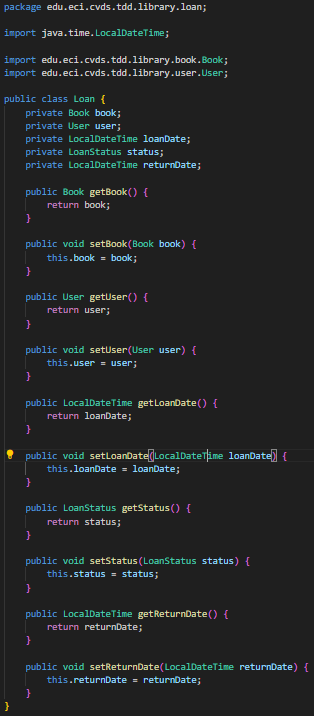 package edu.eci.cvds.tdd.library.loan;
import java.time.LocalDateTime;
import edu.eci.cvds.tdd.library.book.Book;
import edu.eci.cvds.tdd.library.user.User;
public class Loan {
    private Book book;
    private User user;
    private LocalDateTime loanDate;
    private LoanStatus status;
    private LocalDateTime returnDate;
    public Book getBook() {
        return book;
    }
    public void setBook(Book book) {
        this.book = book;
    }
    public User getUser() {
        return user;
    }
    public void setUser(User user) {
        this.user = user;
    }
    public LocalDateTime getLoanDate() {
        return loanDate;
    }
    public void setLoanDate(LocalDateTime loanDate) {
        this.loanDate = loanDate;
    }
    public LoanStatus getStatus() {
        return status;
    }
    public void setStatus(LoanStatus status) {
        this.status = status;
    }
    public LocalDateTime getReturnDate() {
        return returnDate;
    }
    public void setReturnDate(LocalDateTime returnDate) {
        this.returnDate = returnDate;
    }
}